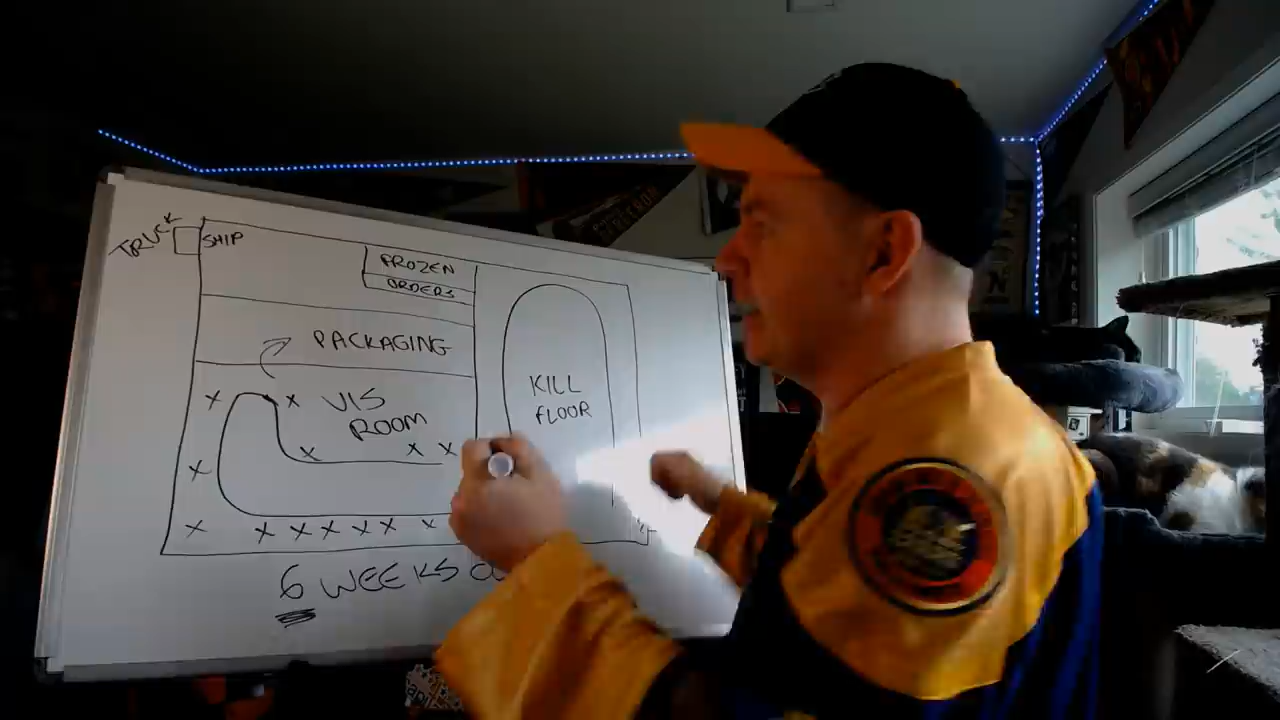 TRUCK
SHIP
FROZEN
ORDERS
PACKAGING
VIS
ROOM
KILL
FLOOR
6 WEEKS